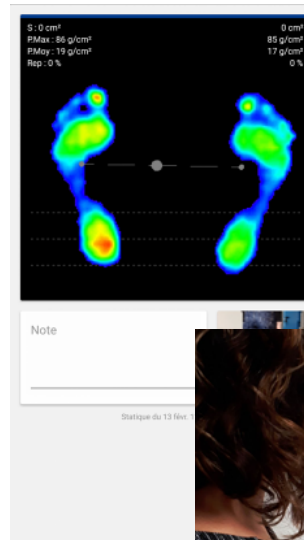 S : 0 cm²
P.Max : 86 g/cm²
P.Moy : 19 g/cm²
Rep : 0 %
0 cm²
85 g/cm²
17 g/cm²
0 %
Note
Statique du 13 févr. 1